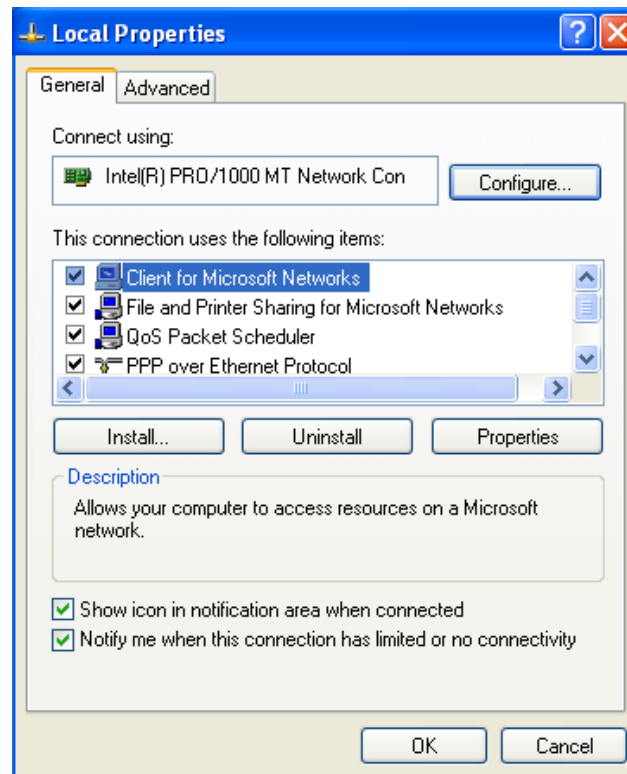 Local Properties
General
Advanced
Connect using:
Intel(R) PRO/1000 MT Network Con
Configure...
This connection uses the following items:
Client for Microsoft Networks
File and Printer Sharing for Microsoft Networks
QoS Packet Scheduler
PPP over Ethernet Protocol
Install...
Uninstall
Properties
Description
Allows your computer to access resources on a Microsoft
network.
Show icon in notification area when connected
Notify me when this connection has limited or no connectivity
OK
Cancel